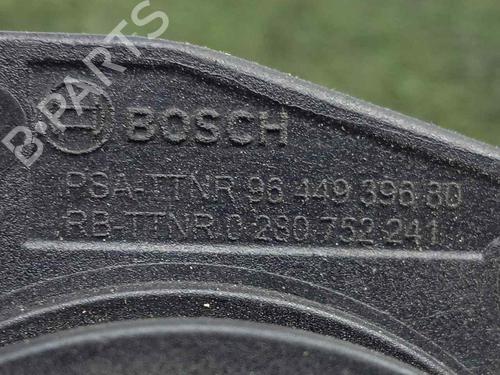 B-PARTS
BOSCH
PSA-TTNR 96 449 396 80
RB-TTNR 0 280 752 241